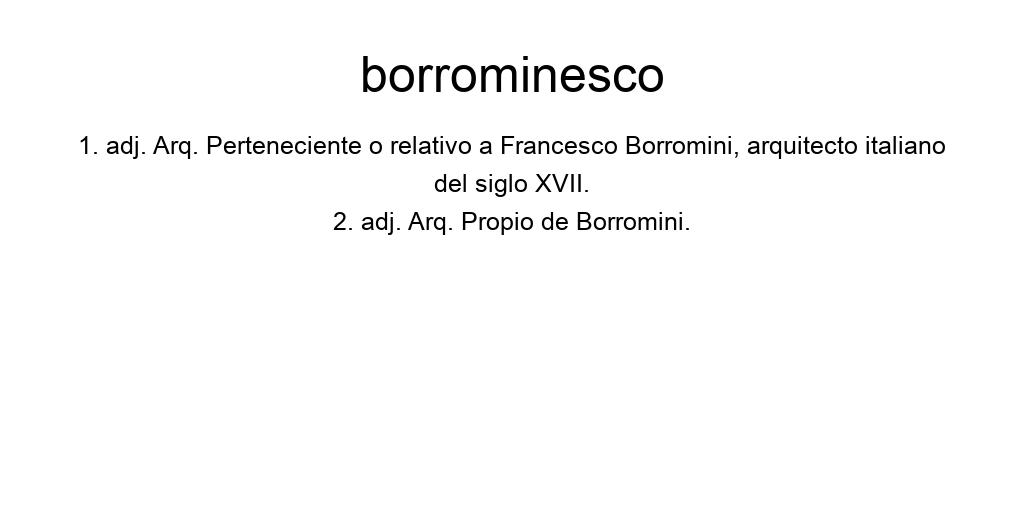 borrominesco
1. adj. Arq. Perteneciente o relativo a Francesco Borromini, arquitecto italiano
del siglo XVII.
2. adj. Arq. Propio de Borromini.